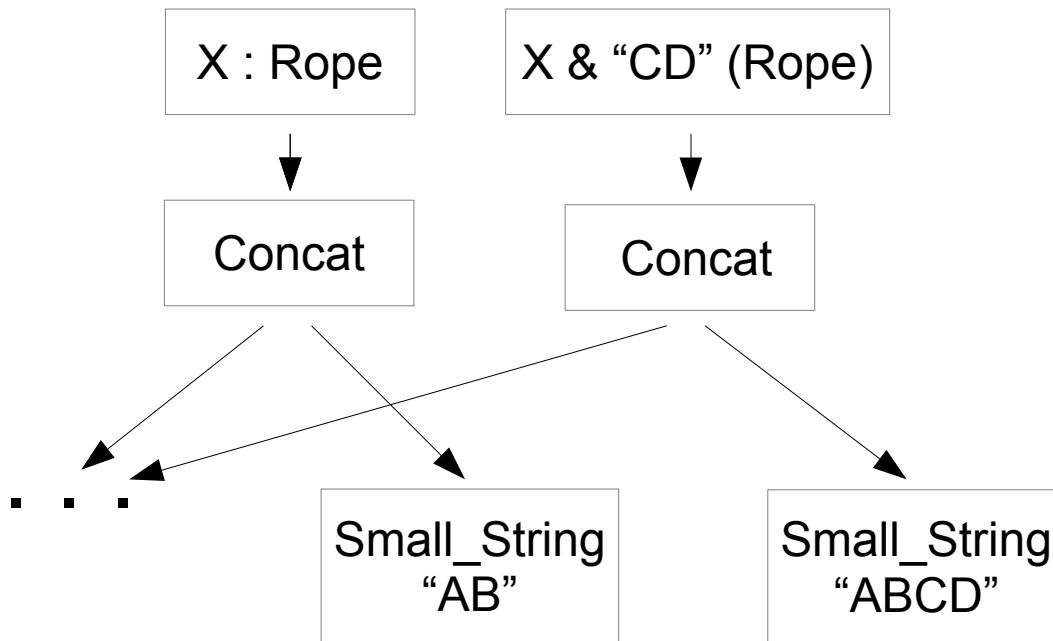 X : Rope
X & “CD” (Rope)
Concat
Concat
. . .
Small_String
“AB”
Small_String
“ABCD”